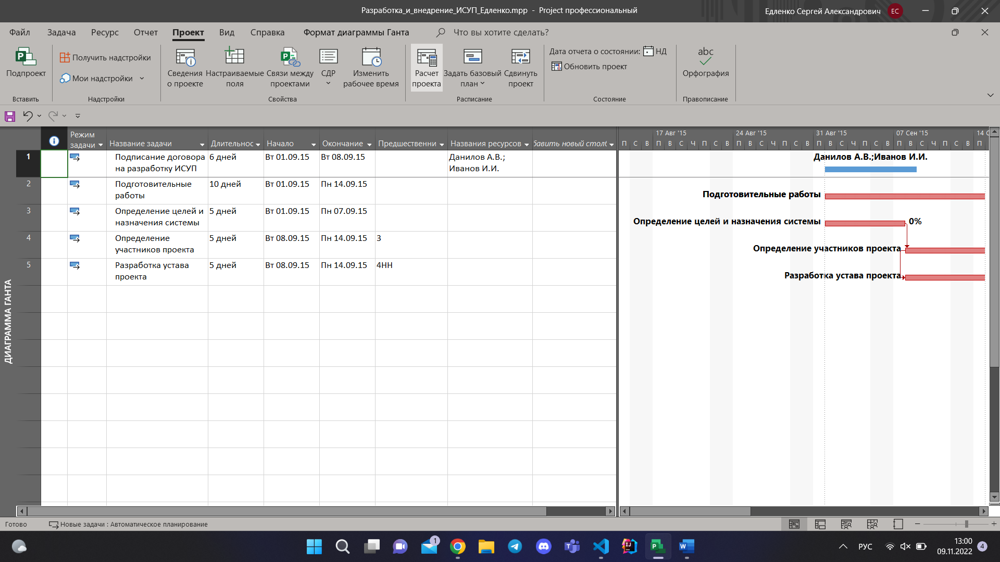 Разработка_и_внедрение_ИСУП_Едленко.mpp - Project профессиональный
Едленко Сергей Александрович
ЕС
Файл
Задача
Ресурс
Отчет
Проект
Вид
Справка
Формат диаграммы Ганта
Что вы хотите сделать?
Подпроект
Вставить
Получить надстройки
Мои надстройки
Надстройки
Сведения
о проекте
Настраиваемые
поля
Связи между
проектами
СДР
Изменить
рабочее время
Свойства
Расчет
проекта
Задать базовый
план
Сдвинуть
проект
Расписание
Дата отчета о состоянии: НД
Обновить проект
Состояние
abc
Орфография
Правописание
Режим
задачи
Название задачи
Длительнос
Начало
Окончание
Предшественни
Названия ресурсов
бавить новый столб
1
Подписание договора
на разработку ИСУП
6 дней
Вт 01.09.15
Вт 08.09.15
Данилов А.В.;
Иванов И.И.
2
Подготовительные
работы
10 дней
Вт 01.09.15
Пн 14.09.15
3
Определение целей и
назначения системы
5 дней
Вт 01.09.15
Пн 07.09.15
4
Определение
участников проекта
5 дней
Вт 08.09.15
Пн 14.09.15
3
5
Разработка устава
проекта
5 дней
Вт 08.09.15
Пн 14.09.15
4НН
ДИАГРАММА ГАНТА
17 Авг '15
24 Авг '15
31 Авг '15
07 Сен '15
14 С
П С В П В С Ч П С В П В С Ч П С В П В С Ч П С В П В С Ч П С В П
Данилов А.В.;Иванов И.И.
Подготовительные работы
Определение целей и назначения системы
0%
Определение участников проекта
Разработка устава проекта
Готово
Новые задачи : Автоматическое планирование
1
РУС
13:00
09.11.2022
4